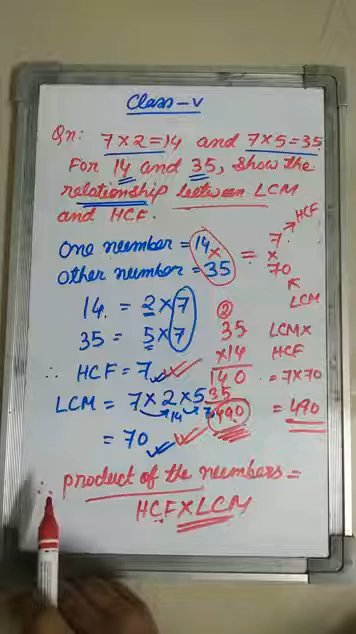 Class-V
Qn: 7×2=14 and 7×5=35
For 14 and 35, show the
relationship between LCM
and HCF.
One number = 14 ×
Other number = 35
= 7 → HCF
×
70
LCM
14 = 2×7
35 = 5×7
∴ HCF = 7
LCM = 7×2×5
14 70
= 70
②
35
×14
140
35
490
LCM×
HCF
= 7×70
= 490
∴ product of the numbers =
HCF×LCM